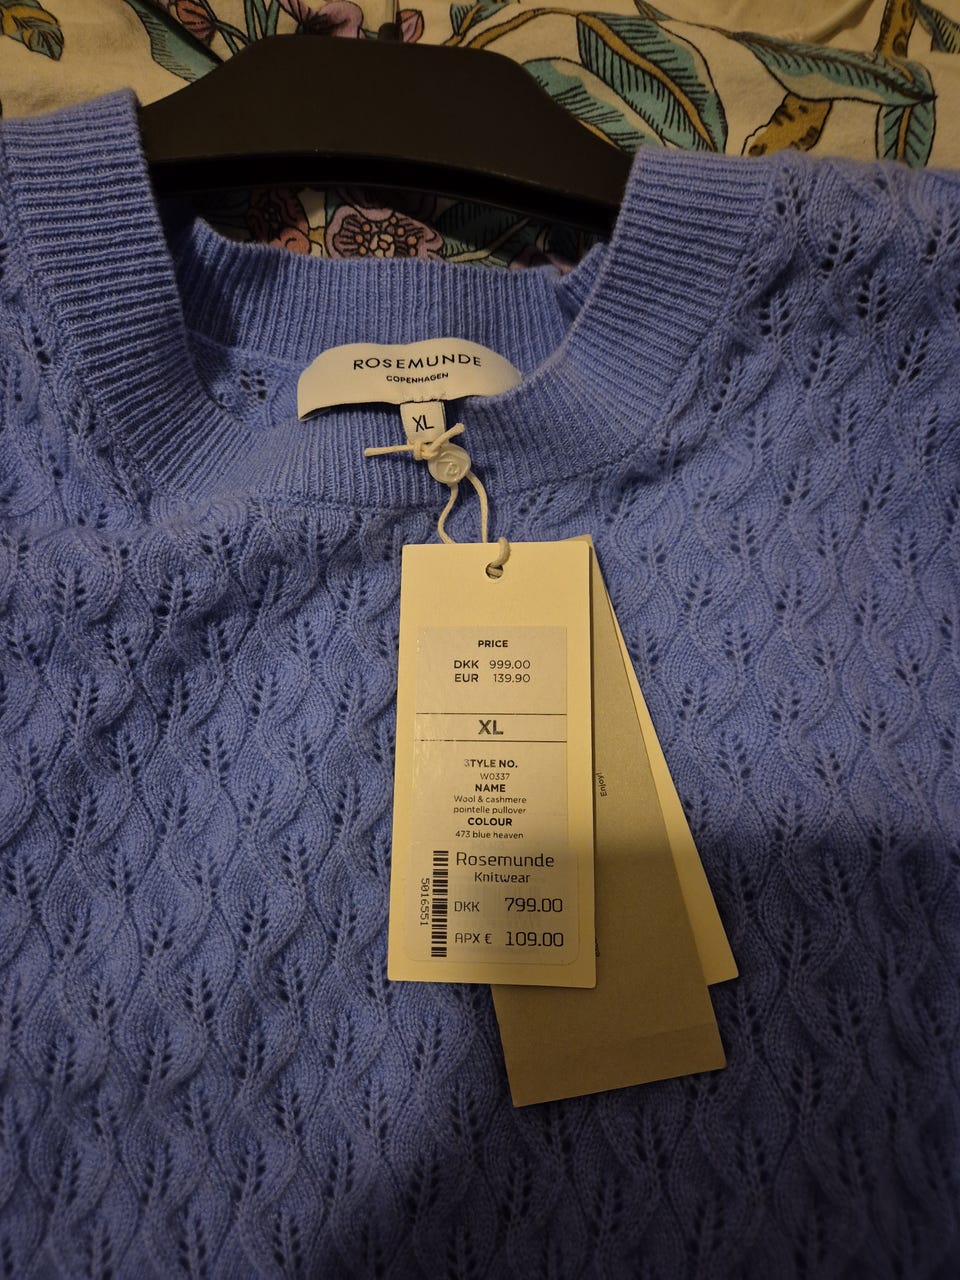 ROSEMUNDE
COPENHAGEN
XL
PRICE
DKK 999.00
EUR 139.90
XL
STYLE NO.
W0337
NAME
Wool & cashmere
pointelle pullover
COLOUR
473 blue heaven
Rosemunde
Knitwear
DKK 799.00
APX € 109.00
5016551
Enjoy!